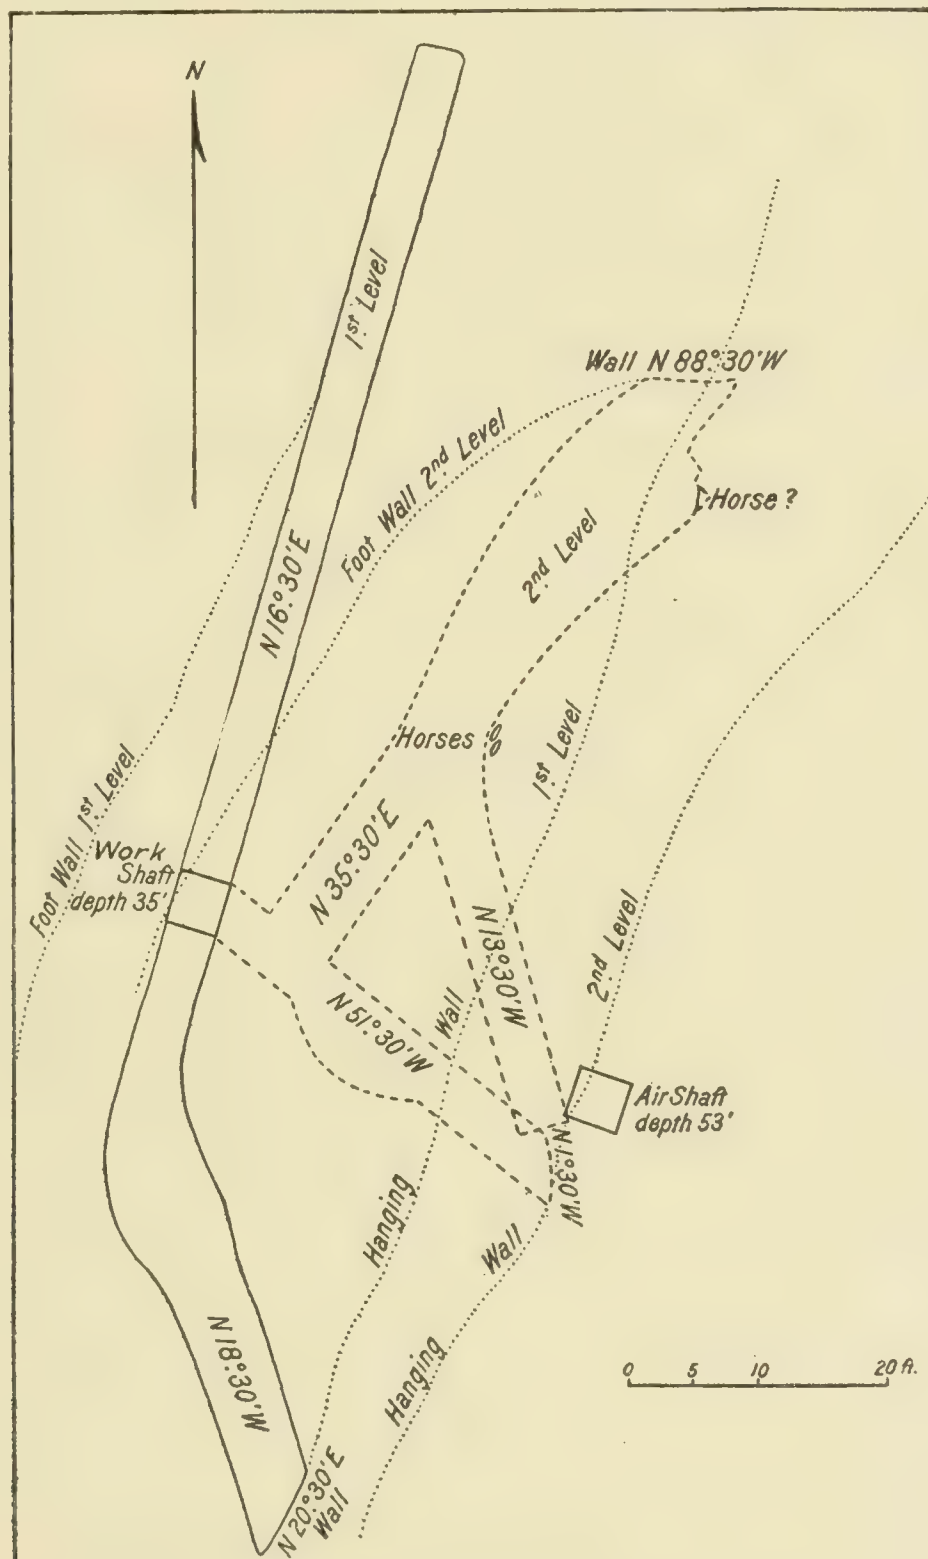 N
1st Level
Wall N 88°30'W
Foot Wall 2nd Level
Horse ?
2nd Level
N 16°30'E
Horses
1st Level
Foot Wall 1st Level
Work
Shaft
depth 35'
N 35°30'E
N 13°30'W
2nd Level
Wall
N 51°30'W
Air Shaft
depth 53'
N 1°30'W
Hanging
Wall
Hanging
N 18°30'W
0 5 10 20 ft.
N 20°30'E
Wall